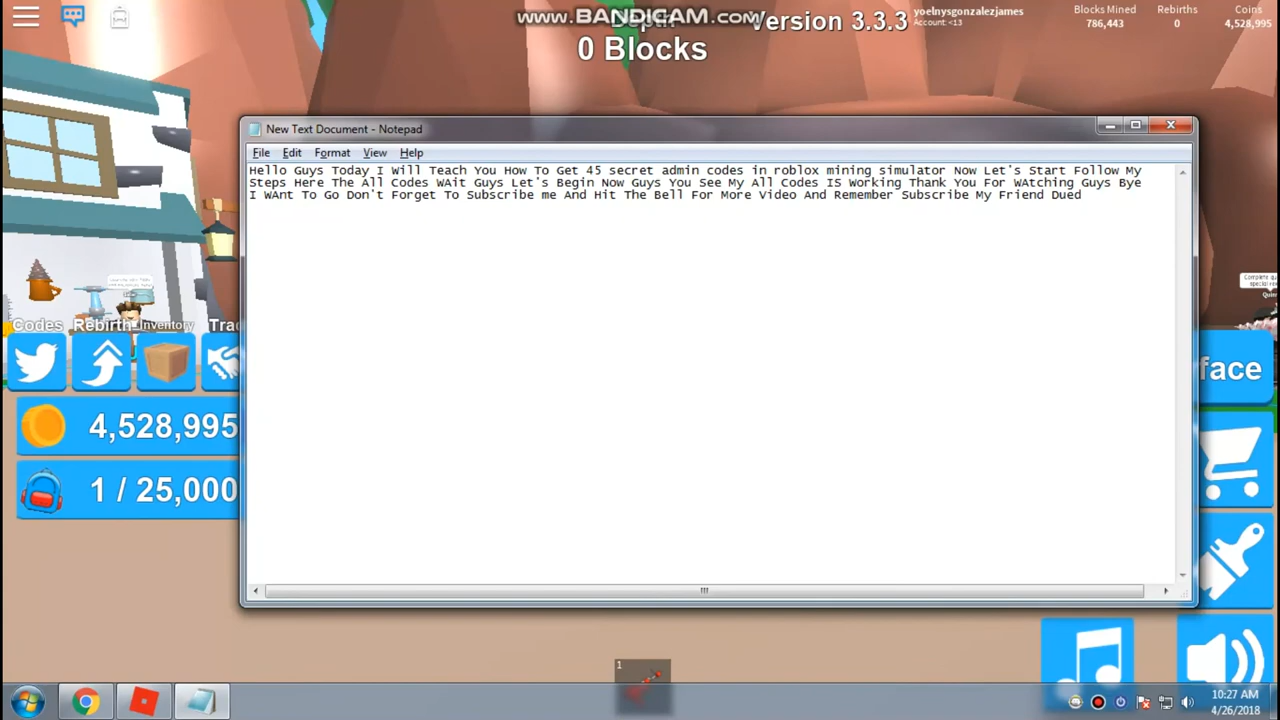 www.BANDICAM.com
Depth
Version 3.3.3
0 Blocks
yoelnysgonzalezjames
Account: <13
Blocks Mined
786,443
Rebirths
0
Coins
4,528,995
New Text Document - Notepad
File Edit Format View Help
Hello Guys Today I Will Teach You How To Get 45 secret admin codes in roblox mining simulator Now Let's Start Follow My
Steps Here The All Codes WAit Guys Let's Begin Now Guys You See My All Codes IS Working Thank You For WAtching Guys Bye
I WAnt To Go Don't Forget To Subscribe me And Hit The Bell For More Video And Remember Subscribe My Friend Dued
Codes Rebirth Inventory Tra
face
4,528,995
1 / 25,000
1
10:27 AM
4/26/2018